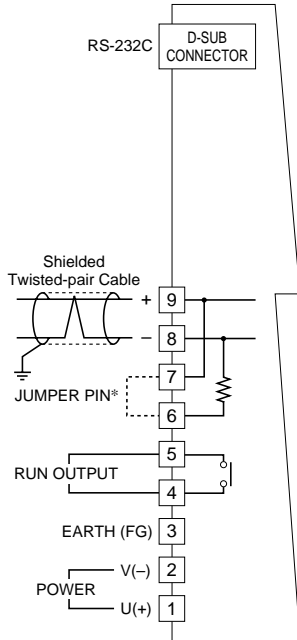 RS-232C
D-SUB
CONNECTOR
Shielded
Twisted-pair Cable
+ 9
– 8
7
JUMPER PIN*
6
5
RUN OUTPUT
4
EARTH (FG) 3
V(–) 2
POWER
U(+) 1